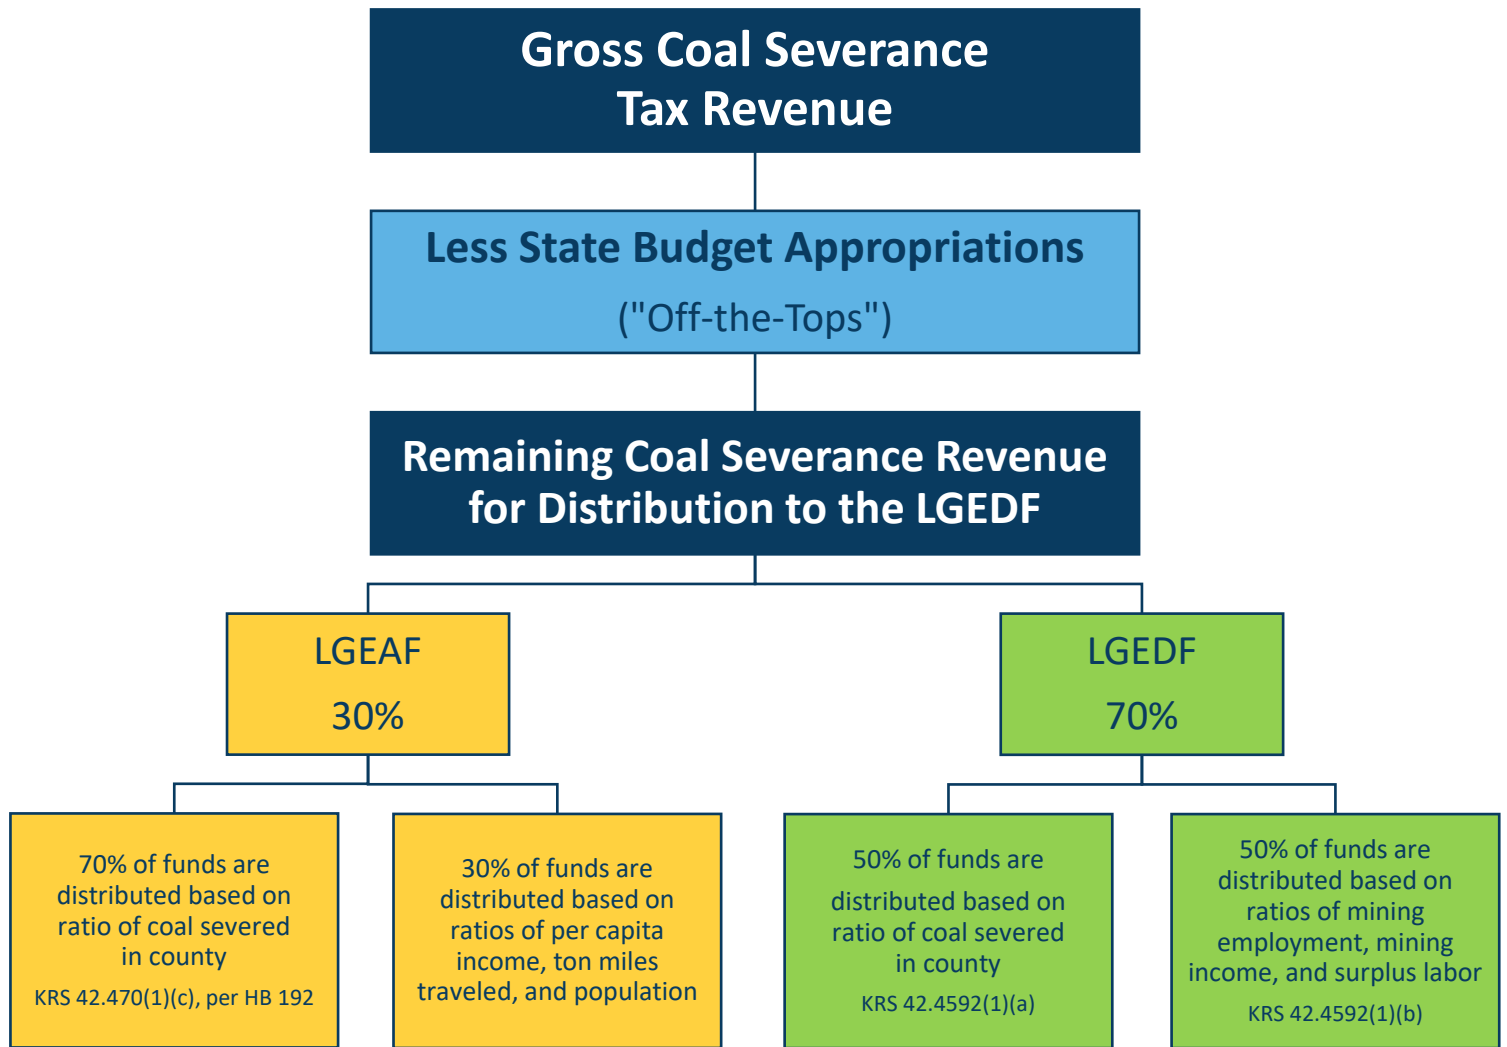 Gross Coal Severance
Tax Revenue
Less State Budget Appropriations
("Off-the-Tops")
Remaining Coal Severance Revenue
for Distribution to the LGEDF
LGEAF
30%
LGEDF
70%
70% of funds are
distributed based on
ratio of coal severed
in county
KRS 42.470(1)(c), per HB 192
30% of funds are
distributed based on
ratios of per capita
income, ton miles
traveled, and population
50% of funds are
distributed based on
ratio of coal severed
in county
KRS 42.4592(1)(a)
50% of funds are
distributed based on
ratios of mining
employment, mining
income, and surplus labor
KRS 42.4592(1)(b)